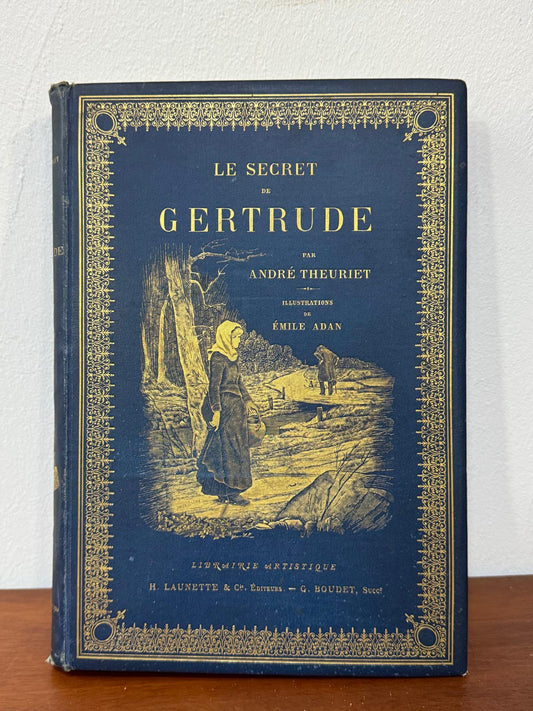 LE SECRET
DE
GERTRUDE
PAR
ANDRÉ THEURIET
ILLUSTRATIONS
DE
ÉMILE ADAN
LIBRAIRIE ARTISTIQUE
H. LAUNETTE & Cie, ÉDITEURS. — G. BOUDET, Succr